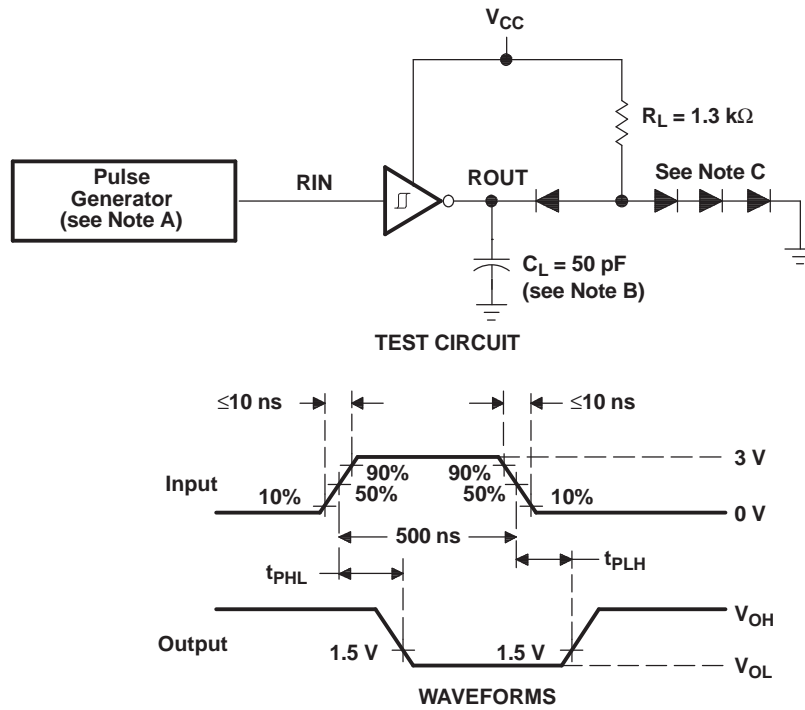 VCC
RL = 1.3 kΩ
Pulse
Generator
(see Note A)
RIN
ROUT
See Note C
CL = 50 pF
(see Note B)
TEST CIRCUIT
≤10 ns
≤10 ns
Input
10%
90%
50%
90%
50%
10%
3 V
0 V
500 ns
tPHL
tPLH
Output
1.5 V
1.5 V
VOH
VOL
WAVEFORMS